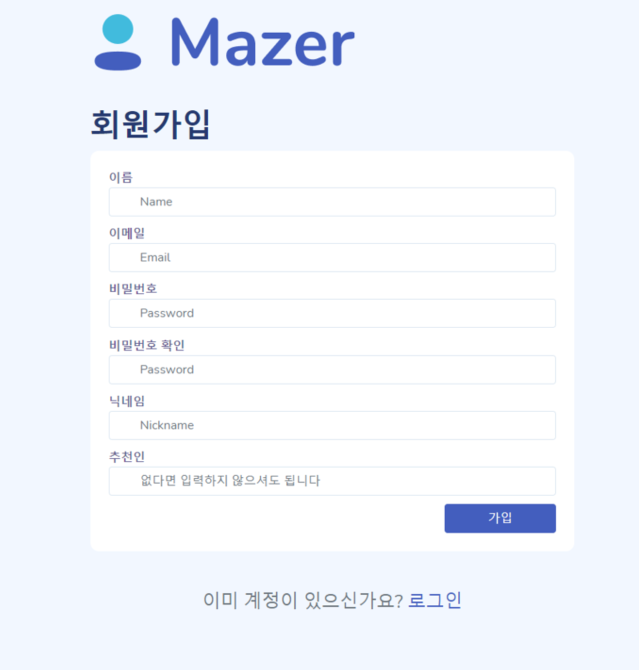 Mazer
회원가입
이름
Name
이메일
Email
비밀번호
Password
비밀번호 확인
Password
닉네임
Nickname
추천인
없다면 입력하지 않으셔도 됩니다
가입
이미 계정이 있으신가요? 로그인